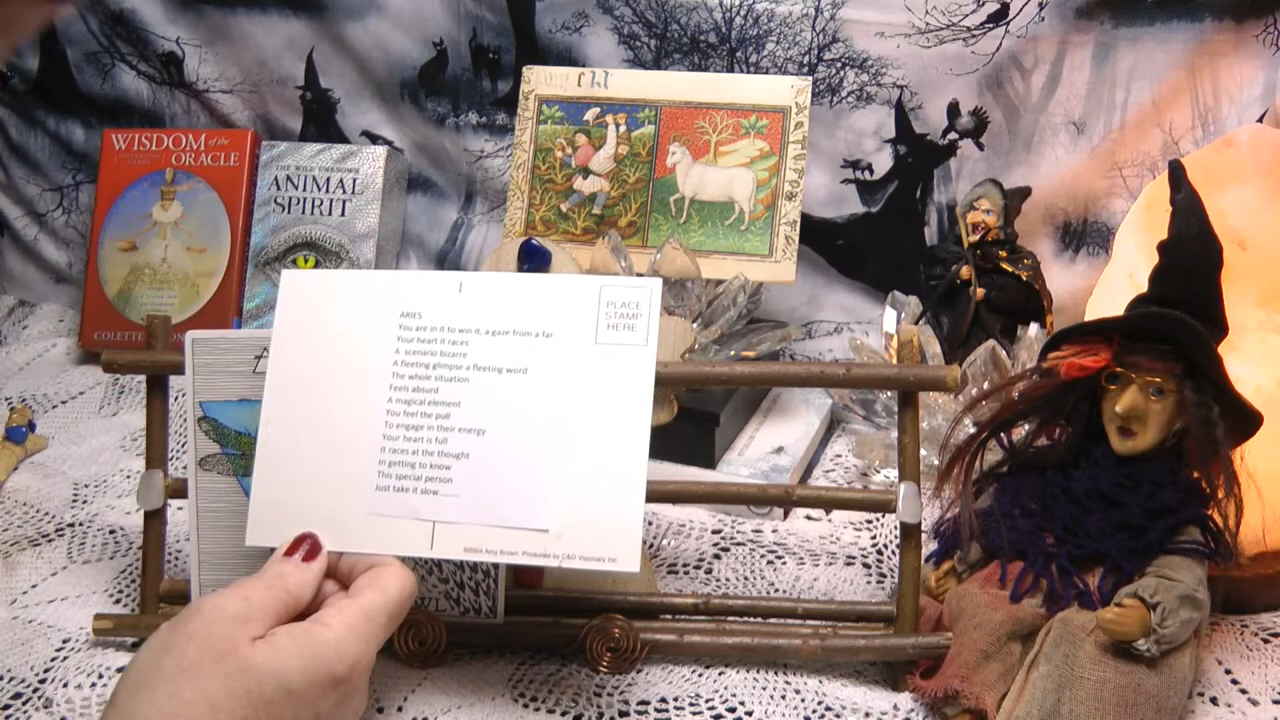 WISDOM of the
ORACLE
COLETTE
THE WILD UNKNOWN
ANIMAL
SPIRIT
PLACE
STAMP
HERE
ARIES
You are in it to win it, a gaze from a far
Your heart it races
A scenario bizarre
A fleeting glimpse a fleeting word
The whole situation
Feels absurd
A magical element
You feel the pull
To engage in their energy
Your heart is full
It races at the thought
In getting to know
This special person
Just take it slow........
©2004 Amy Brown. Produced by C&D Visionary Inc.